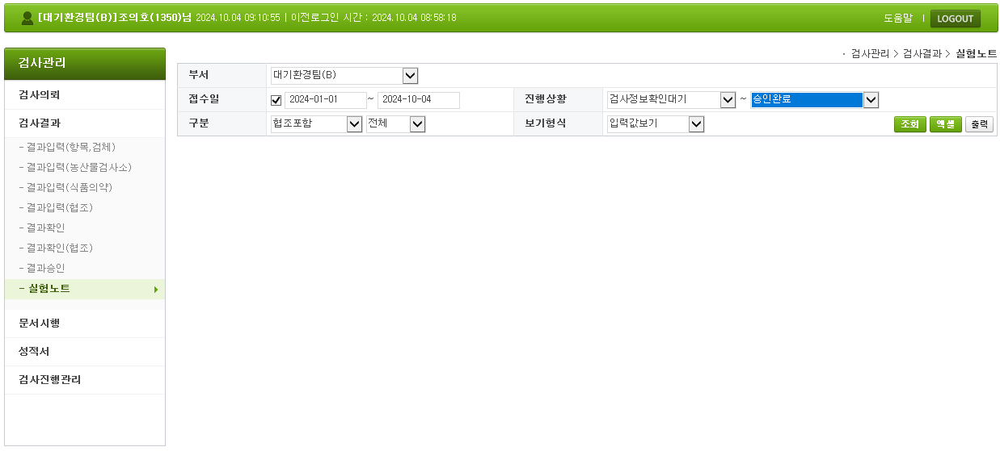 [대기환경팀(B)]조의호(1350)님 2024.10.04 09:10:55 | 이전로그인 시간 : 2024.10.04 08:58:18
도움말 | LOGOUT
검사관리
· 검사관리 > 검사결과 > 실험노트
부서 대기환경팀(B)
접수일 2024-01-01 ~ 2024-10-04 진행상황 검사정보확인대기 ~ 승인완료
구분 협조포함 전체 보기형식 입력값보기 조회 엑셀 출력
검사의뢰
검사결과
- 결과입력(항목,검체)
- 결과입력(농산물검사소)
- 결과입력(식품의약)
- 결과입력(협조)
- 결과확인
- 결과확인(협조)
- 결과승인
- 실험노트
문서시행
성적서
검사진행관리